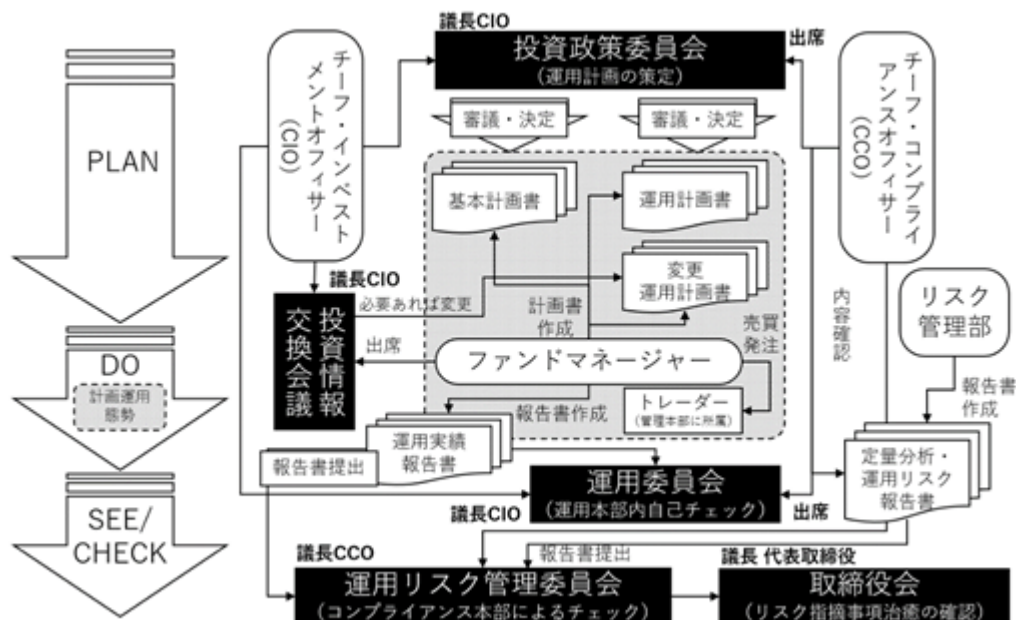 PLAN
DO
計画運用
態勢
SEE/
CHECK
チーフ・インベスト
メントオフィサー
(CIO)
議長CIO
投資政策委員会
(運用計画の策定)
出席
チーフ・コンプライ
アンスオフィサー
(CCO)
審議・決定
審議・決定
基本計画書
運用計画書
変更
運用計画書
議長CIO
投資情報
交換会議
必要あれば変更
出席
計画書
作成
売買
発注
内容確認
リスク
管理部
ファンドマネージャー
トレーダー
(管理本部に所属)
報告書作成
報告書
作成
運用実績
報告書
報告書提出
定量分析・
運用リスク
報告書
運用委員会
(運用本部内自己チェック)
議長CIO
出席
議長CCO
報告書提出
運用リスク管理委員会
(コンプライアンス本部によるチェック)
議長 代表取締役
取締役会
(リスク指摘事項治癒の確認)